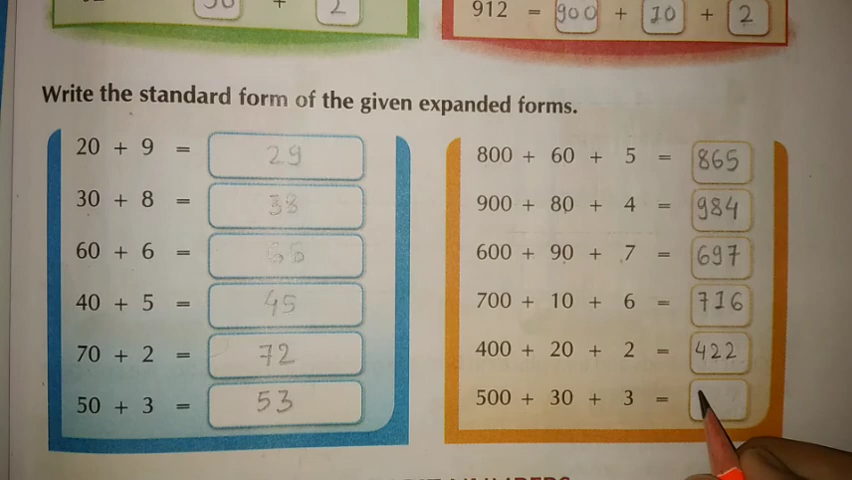 912 = 900 + 10 + 2
+ 2
Write the standard form of the given expanded forms.
20 + 9 = 29
30 + 8 = 38
60 + 6 = 66
40 + 5 = 45
70 + 2 = 72
50 + 3 = 53
800 + 60 + 5 = 865
900 + 80 + 4 = 984
600 + 90 + 7 = 697
700 + 10 + 6 = 716
400 + 20 + 2 = 422
500 + 30 + 3 =